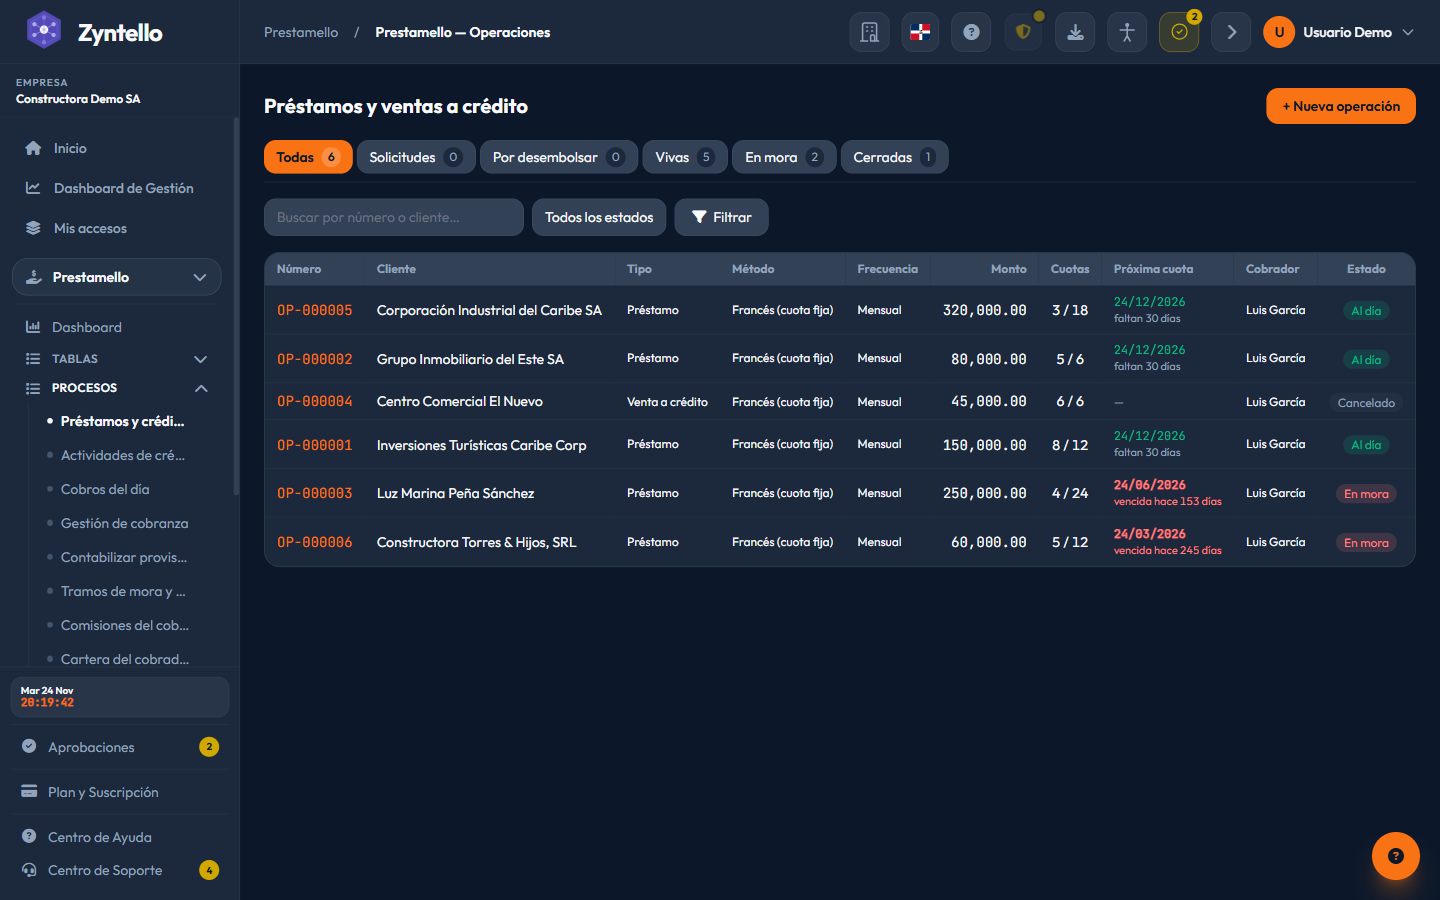 Zyntello
Prestamello / Prestamello — Operaciones
2
U Usuario Demo
EMPRESA
Constructora Demo SA
Inicio
Dashboard de Gestión
Mis accesos
Prestamello
Dashboard
TABLAS
PROCESOS
Préstamos y crédi...
Actividades de cré...
Cobros del día
Gestión de cobranza
Contabilizar provis...
Tramos de mora y ...
Comisiones del cob...
Cartera del cobrad...
Mar 24 Nov
20:19:42
Aprobaciones 2
Plan y Suscripción
Centro de Ayuda
Centro de Soporte 4
Préstamos y ventas a crédito
+ Nueva operación
Todas 6 Solicitudes 0 Por desembolsar 0 Vivas 5 En mora 2 Cerradas 1
Buscar por número o cliente... Todos los estados Filtrar
Número Cliente Tipo Método Frecuencia Monto Cuotas Próxima cuota Cobrador Estado
OP-000005 Corporación Industrial del Caribe SA Préstamo Francés (cuota fija) Mensual 320,000.00 3 / 18 24/12/2026 Luis García Al día
faltan 30 días
OP-000002 Grupo Inmobiliario del Este SA Préstamo Francés (cuota fija) Mensual 80,000.00 5 / 6 24/12/2026 Luis García Al día
faltan 30 días
OP-000004 Centro Comercial El Nuevo Venta a crédito Francés (cuota fija) Mensual 45,000.00 6 / 6 — Luis García Cancelado
OP-000001 Inversiones Turísticas Caribe Corp Préstamo Francés (cuota fija) Mensual 150,000.00 8 / 12 24/12/2026 Luis García Al día
faltan 30 días
OP-000003 Luz Marina Peña Sánchez Préstamo Francés (cuota fija) Mensual 250,000.00 4 / 24 24/06/2026 Luis García En mora
vencida hace 153 días
OP-000006 Constructora Torres & Hijos, SRL Préstamo Francés (cuota fija) Mensual 60,000.00 5 / 12 24/03/2026 Luis García En mora
vencida hace 245 días